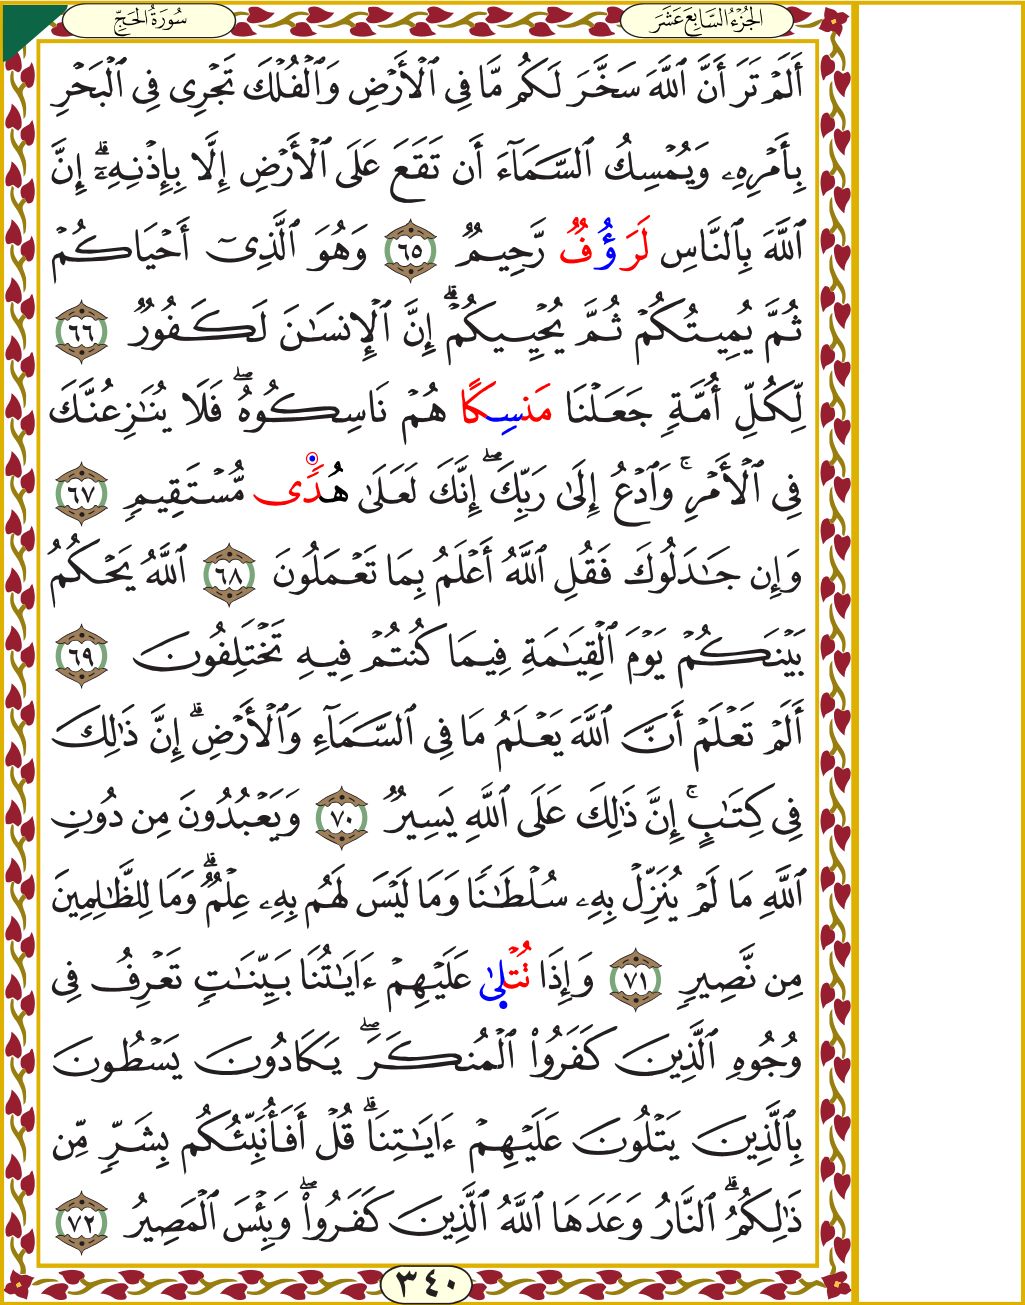 الجُزْءُ السَّابِعَ عَشَرَ
سُورَةُ الحَجِّ
أَلَمْ تَرَ أَنَّ ٱللَّهَ سَخَّرَ لَكُم مَّا فِى ٱلْأَرْضِ وَٱلْفُلْكَ تَجْرِى فِى ٱلْبَحْرِ
بِأَمْرِهِۦ وَيُمْسِكُ ٱلسَّمَآءَ أَن تَقَعَ عَلَى ٱلْأَرْضِ إِلَّا بِإِذْنِهِۦٓ ۗ إِنَّ
ٱللَّهَ بِٱلنَّاسِ لَرَؤُفٌ رَّحِيمٌ ٦٥ وَهُوَ ٱلَّذِىٓ أَحْيَاكُمْ
ثُمَّ يُمِيتُكُمْ ثُمَّ يُحْيِيكُمْ ۗ إِنَّ ٱلْإِنسَٰنَ لَكَفُورٌ ٦٦
لِّكُلِّ أُمَّةٍ جَعَلْنَا مَنسِكًا هُمْ نَاسِكُوهُ ۖ فَلَا يُنَٰزِعُنَّكَ
فِى ٱلْأَمْرِ ۚ وَٱدْعُ إِلَىٰ رَبِّكَ ۖ إِنَّكَ لَعَلَىٰ هُدًى مُّسْتَقِيمٍ ٦٧
وَإِن جَٰدَلُوكَ فَقُلِ ٱللَّهُ أَعْلَمُ بِمَا تَعْمَلُونَ ٦٨ ٱللَّهُ يَحْكُمُ
بَيْنَكُمْ يَوْمَ ٱلْقِيَٰمَةِ فِيمَا كُنتُمْ فِيهِ تَخْتَلِفُونَ ٦٩
أَلَمْ تَعْلَمْ أَنَّ ٱللَّهَ يَعْلَمُ مَا فِى ٱلسَّمَآءِ وَٱلْأَرْضِ ۗ إِنَّ ذَٰلِكَ
فِى كِتَٰبٍ ۚ إِنَّ ذَٰلِكَ عَلَى ٱللَّهِ يَسِيرٌ ٧٠ وَيَعْبُدُونَ مِن دُونِ
ٱللَّهِ مَا لَمْ يُنَزِّلْ بِهِۦ سُلْطَٰنًا وَمَا لَيْسَ لَهُم بِهِۦ عِلْمٌ ۗ وَمَا لِلظَّٰلِمِينَ
مِن نَّصِيرٍ ٧١ وَإِذَا تُتْلَىٰ عَلَيْهِمْ ءَايَٰتُنَا بَيِّنَٰتٍ تَعْرِفُ فِى
وُجُوهِ ٱلَّذِينَ كَفَرُوا۟ ٱلْمُنكَرَ ۖ يَكَادُونَ يَسْطُونَ
بِٱلَّذِينَ يَتْلُونَ عَلَيْهِمْ ءَايَٰتِنَا ۗ قُلْ أَفَأُنَبِّئُكُم بِشَرٍّ مِّن
ذَٰلِكُمُ ۗ ٱلنَّارُ وَعَدَهَا ٱللَّهُ ٱلَّذِينَ كَفَرُوا۟ ۖ وَبِئْسَ ٱلْمَصِيرُ ٧٢
٣٤٠